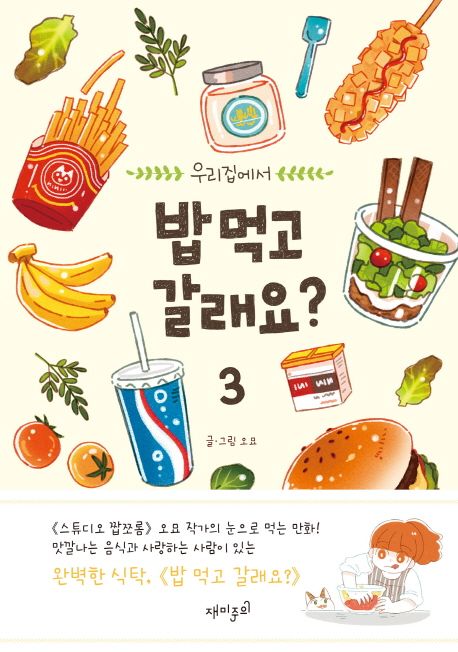 우리집에서
밥 먹고
갈래요?
3
글·그림 오묘
《스튜디오 짭쪼롬》 오묘 작가의 눈으로 먹는 만화!
맛깔나는 음식과 사랑하는 사람이 있는
완벽한 식탁, 《밥 먹고 갈래요?》
재미주의